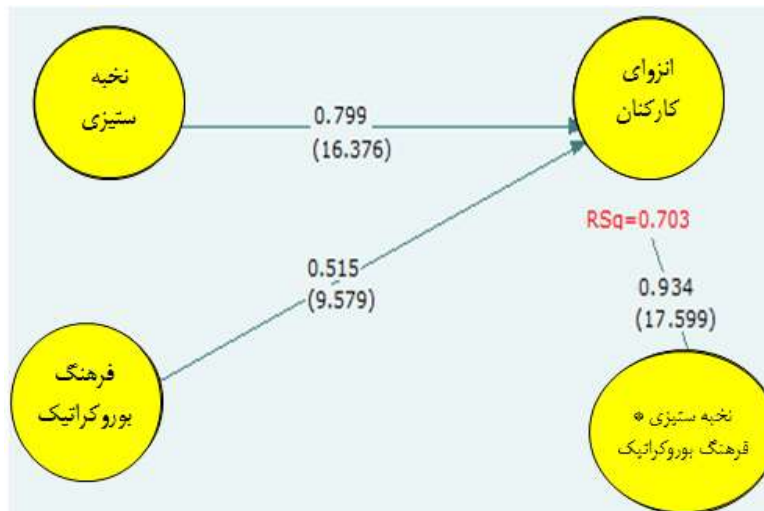 نخبه
ستیزی
انزوای
کارکنان
0.799
(16.376)
RSq=0.703
0.515
(9.579)
0.934
(17.599)
فرهنگ
بوروکراتیک
نخبه ستیزی *
فرهنگ بوروکراتیک